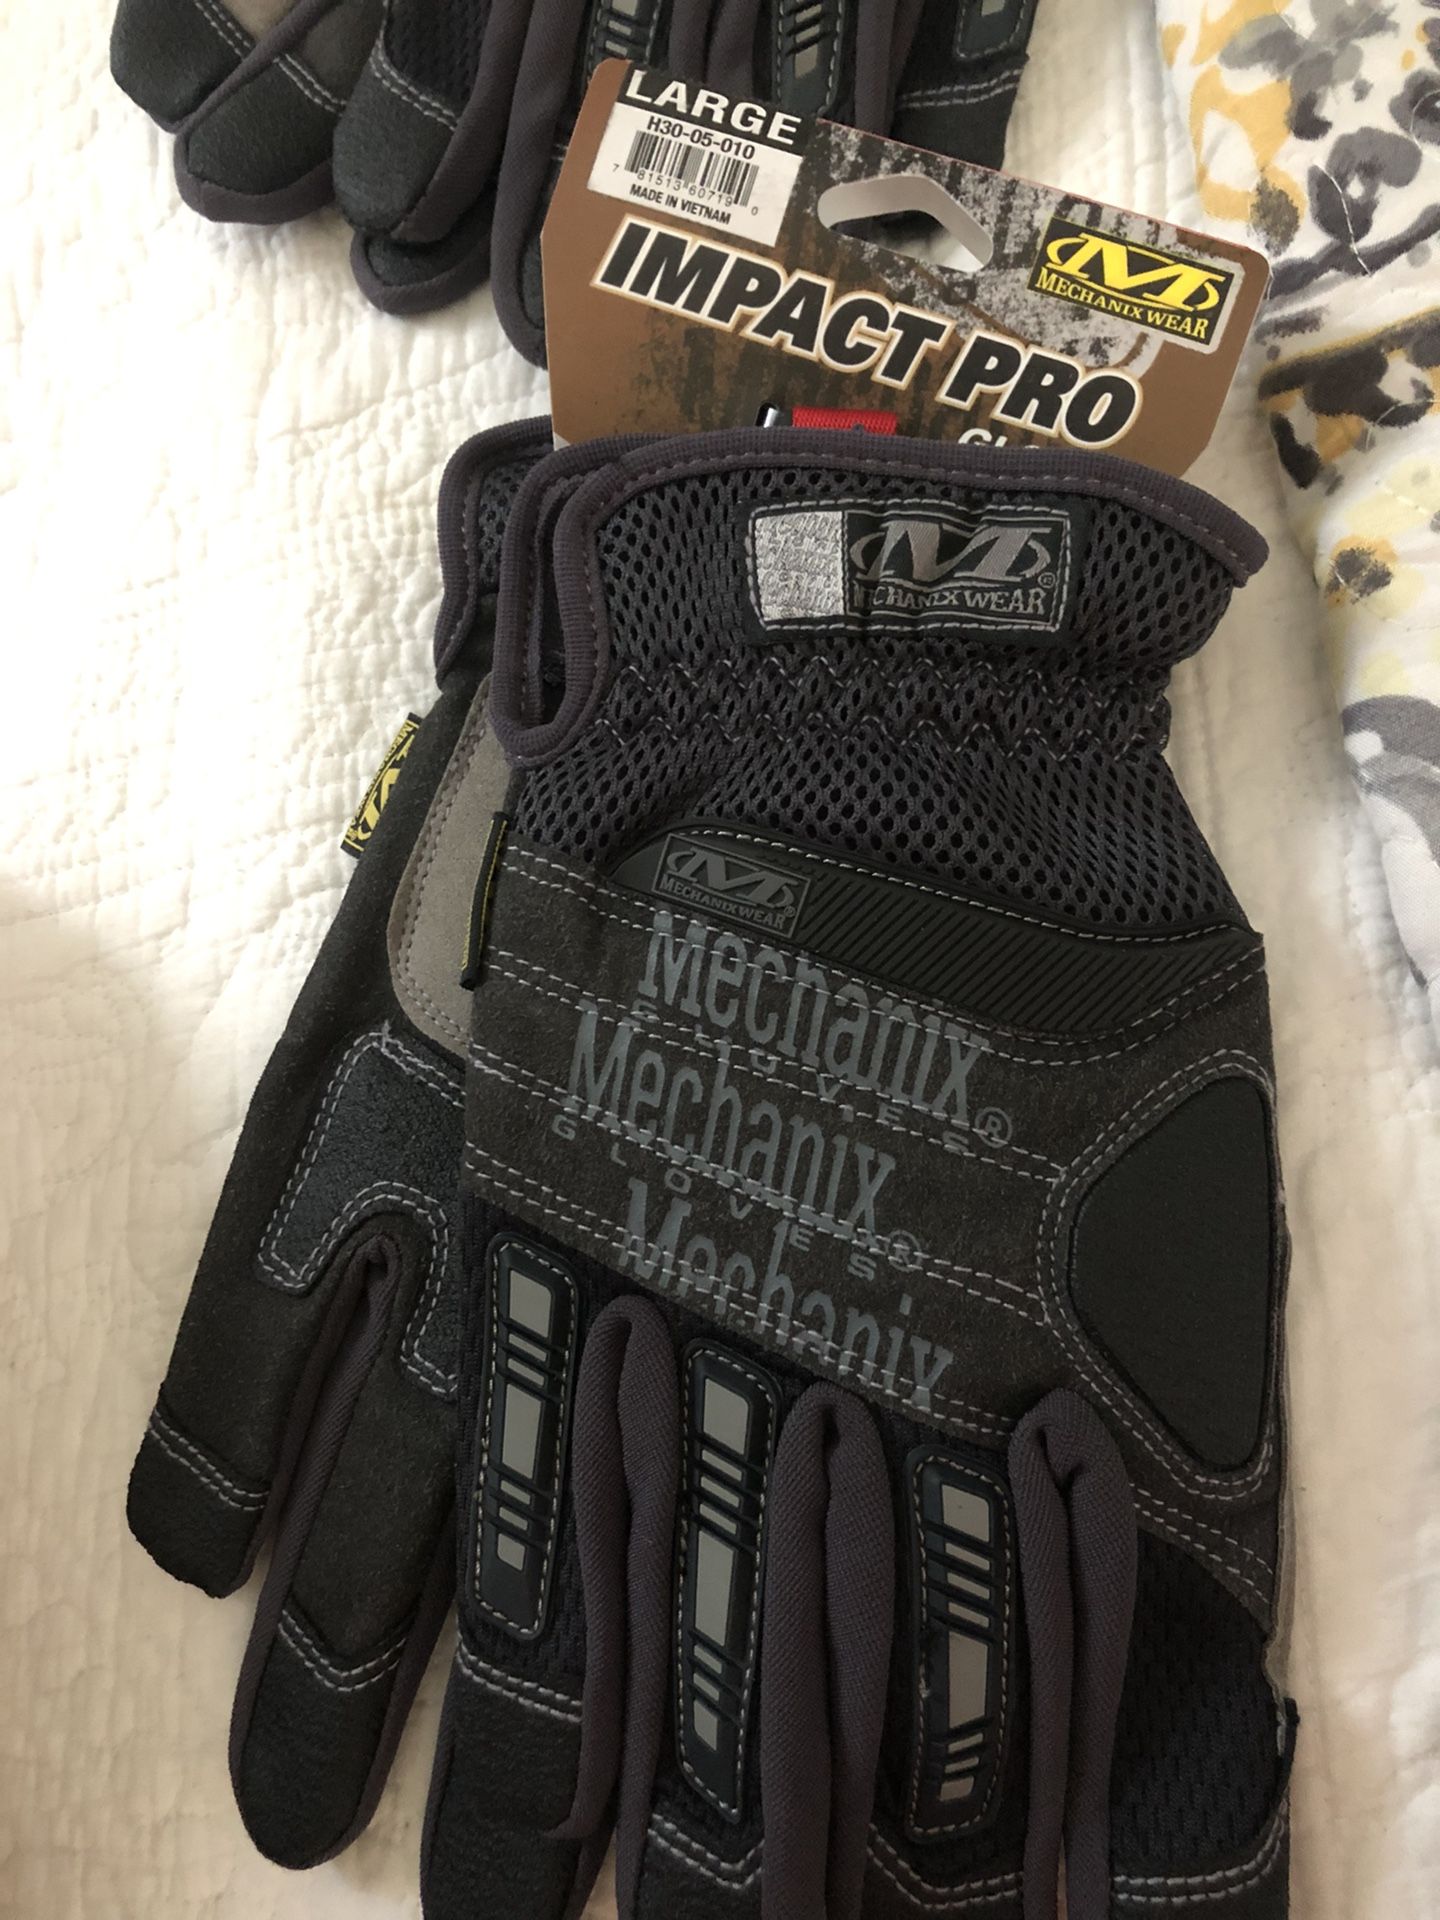 LARGE
H30-05-010
7 81513 60719 0
MADE IN VIETNAM
IMPACT PRO
MECHANIX WEAR
MECHANIX WEAR®
MECHANIX WEAR®
Mechanix®
GLOVES
Mechanix®
GLOVES
Mechanix